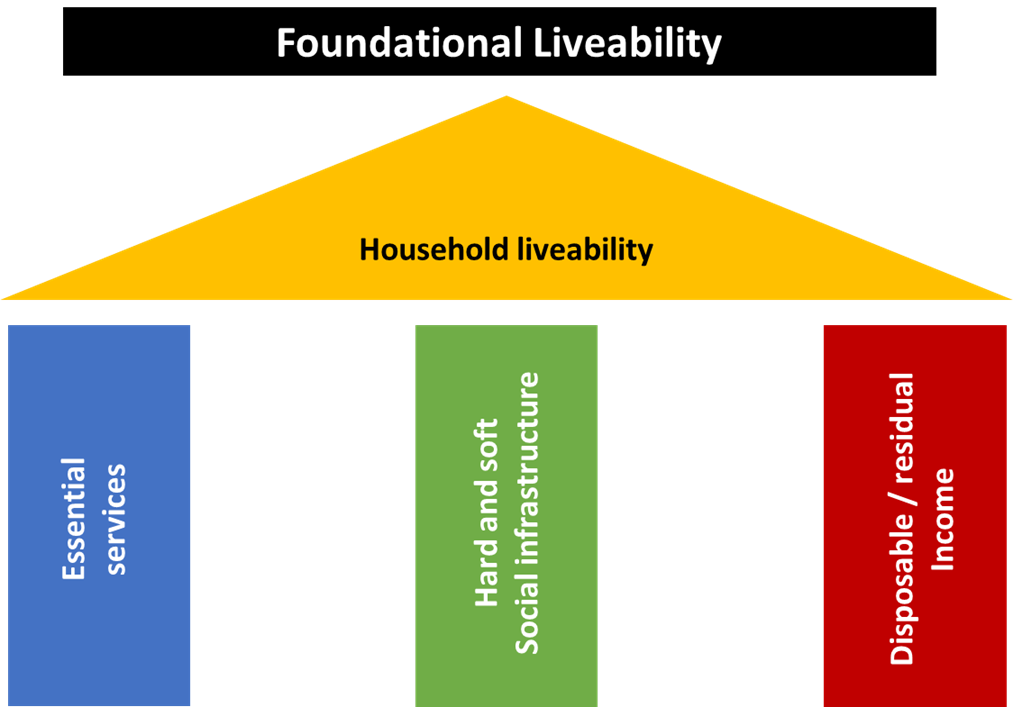 Foundational Liveability
Household liveability
Essential
services
Hard and soft
Social infrastructure
Disposable / residual
Income